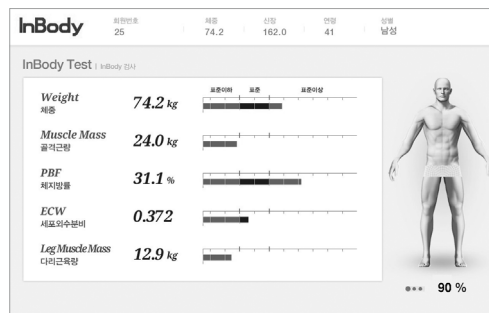 InBody
회원번호 체중 신장 연령 성별
25 74.2 162.0 41 남성
InBody Test | InBody 검사
표준이하 표준 표준이상
Weight 74.2 kg
체중
Muscle Mass 24.0 kg
골격근량
PBF 31.1 %
체지방률
ECW 0.372
세포외수분비
Leg Muscle Mass 12.9 kg
다리근육량
90 %